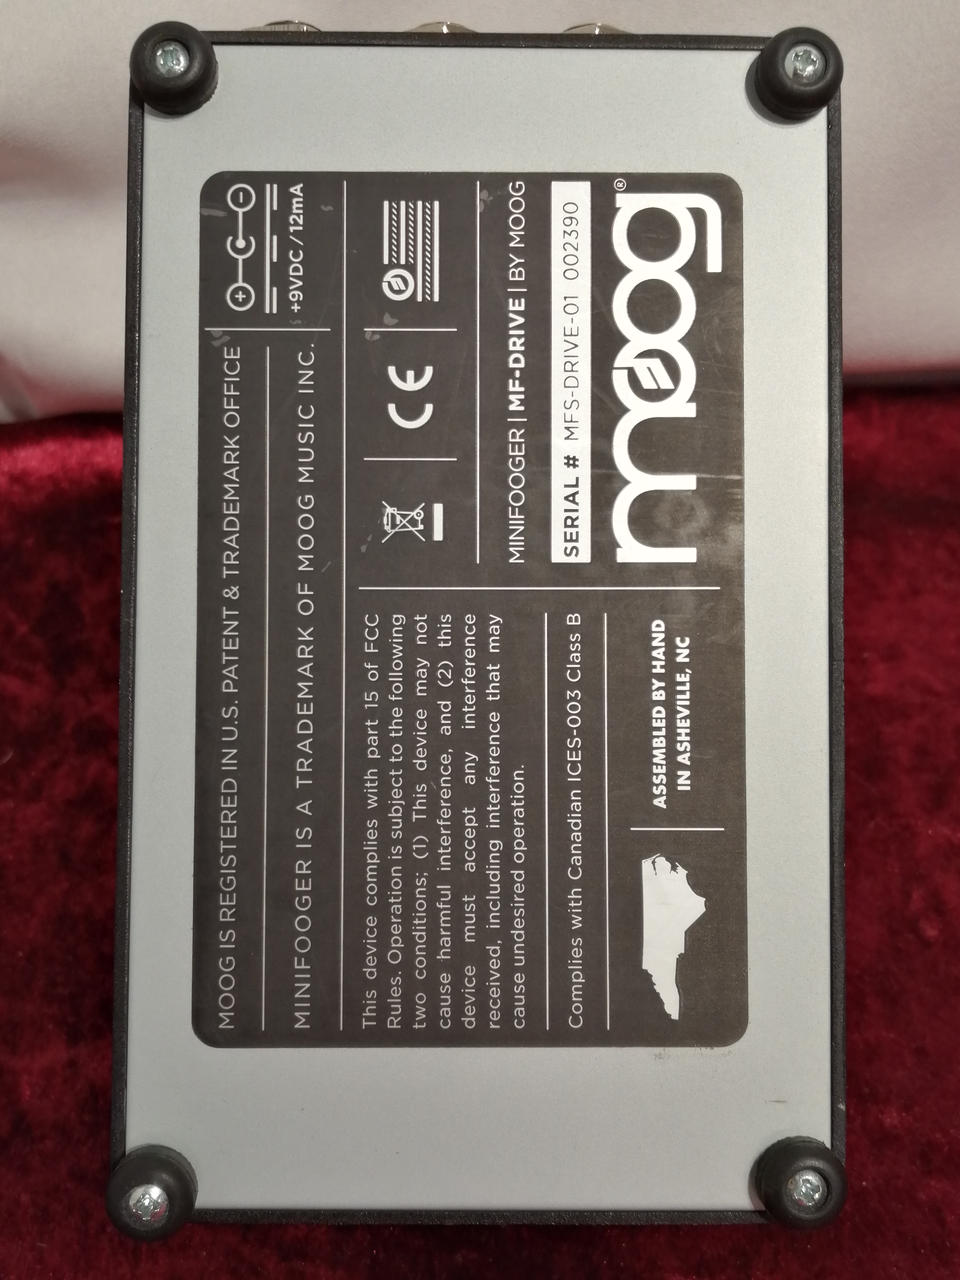 MOOG IS REGISTERED IN U.S. PATENT & TRADEMARK OFFICE
MINIFOOGER IS A TRADEMARK OF MOOG MUSIC INC.
+9VDC/12mA
This device complies with part 15 of FCC
Rules. Operation is subject to the following
two conditions; (1) This device may not
cause harmful interference, and (2) this
device must accept any interference
received, including interference that may
cause undesired operation.
Complies with Canadian ICES-003 Class B
ASSEMBLED BY HAND
IN ASHEVILLE, NC
CE
MINIFOOGER | MF-DRIVE | BY MOOG
SERIAL # MFS-DRIVE-01 002390
moog®